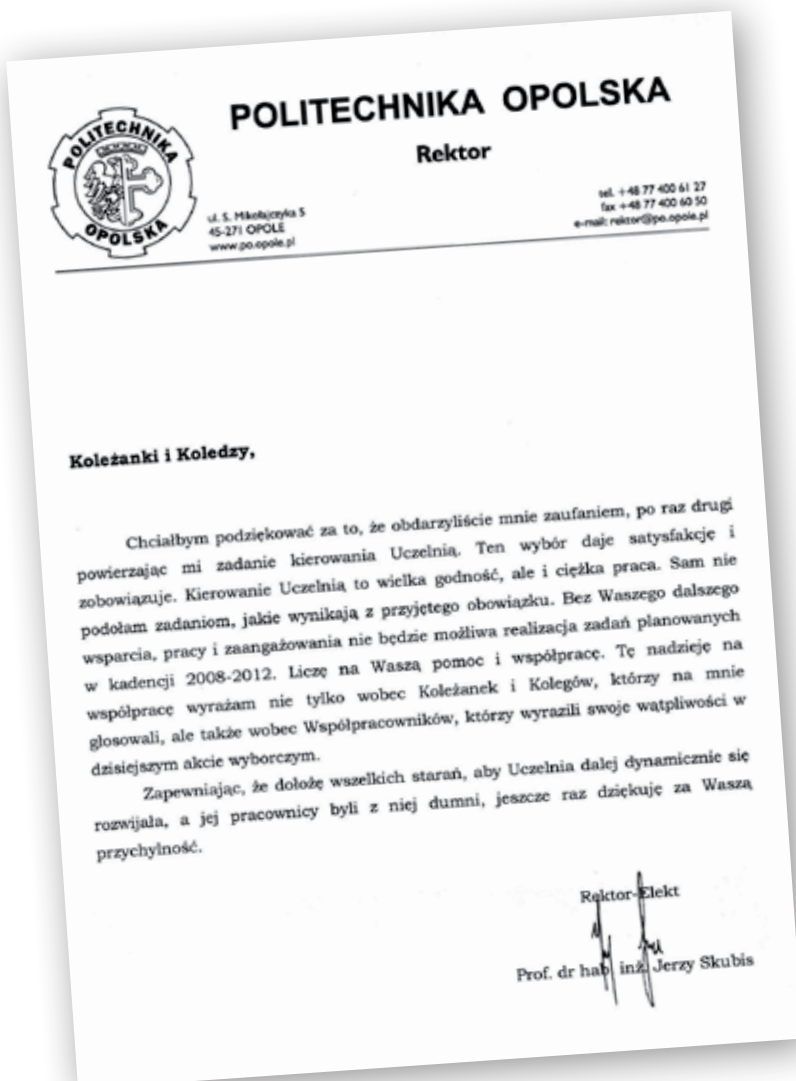 POLITECHNIKA OPOLSKA
Rektor
POLITECHNIKA
OPOLSKA
ul. S. Mikołajczyka 5
45-271 OPOLE
www.po.opole.pl
tel. +48 77 400 61 27
fax +48 77 400 60 50
e-mail: rektor@po.opole.pl
Koleżanki i Koledzy,
Chciałbym podziękować za to, że obdarzyliście mnie zaufaniem, po raz drugi
powierzając mi zadanie kierowania Uczelnią. Ten wybór daje satysfakcję i
zobowiązuje. Kierowanie Uczelnią to wielka godność, ale i ciężka praca. Sam nie
podołam zadaniom, jakie wynikają z przyjętego obowiązku. Bez Waszego dalszego
wsparcia, pracy i zaangażowania nie będzie możliwa realizacja zadań planowanych
w kadencji 2008-2012. Liczę na Waszą pomoc i współpracę. Tę nadzieję na
współpracę wyrażam nie tylko wobec Koleżanek i Kolegów, którzy na mnie
głosowali, ale także wobec Współpracowników, którzy wyrazili swoje wątpliwości w
dzisiejszym akcie wyborczym.
Zapewniając, że dołożę wszelkich starań, aby Uczelnia dalej dynamicznie się
rozwijała, a jej pracownicy byli z niej dumni, jeszcze raz dziękuję za Waszą
przychylność.
Rektor-Elekt
Prof. dr hab. inż. Jerzy Skubis